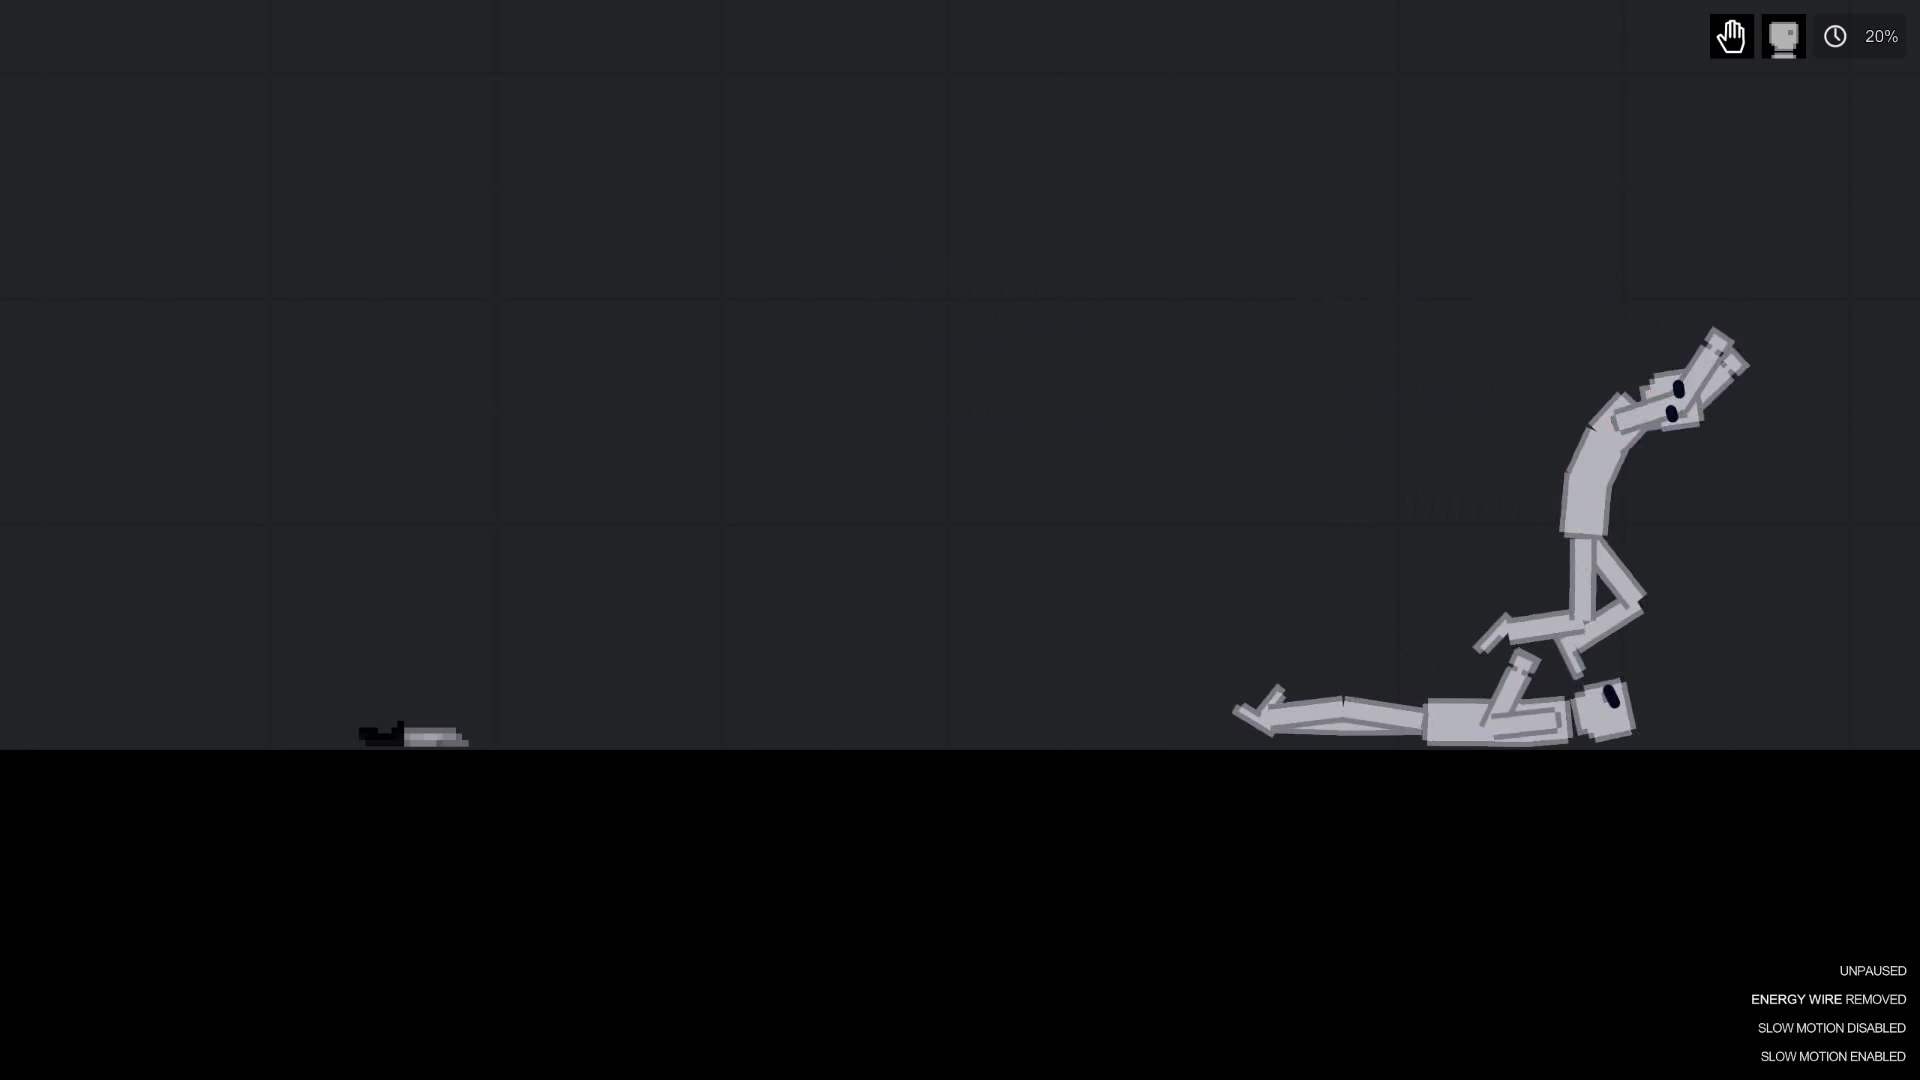 20%
UNPAUSED
ENERGY WIRE REMOVED
SLOW MOTION DISABLED
SLOW MOTION ENABLED